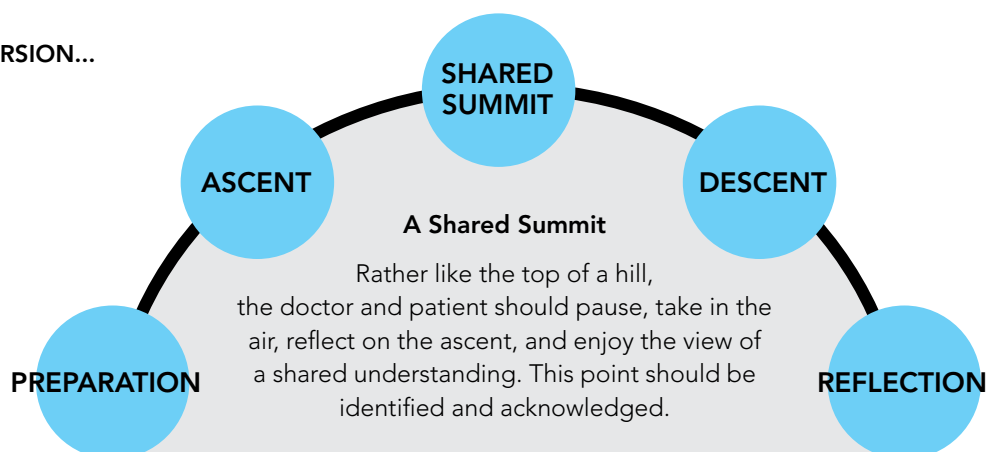 RSION...
SHARED
SUMMIT
ASCENT
DESCENT
PREPARATION
REFLECTION
A Shared Summit
Rather like the top of a hill,
the doctor and patient should pause, take in the
air, reflect on the ascent, and enjoy the view of
a shared understanding. This point should be
identified and acknowledged.